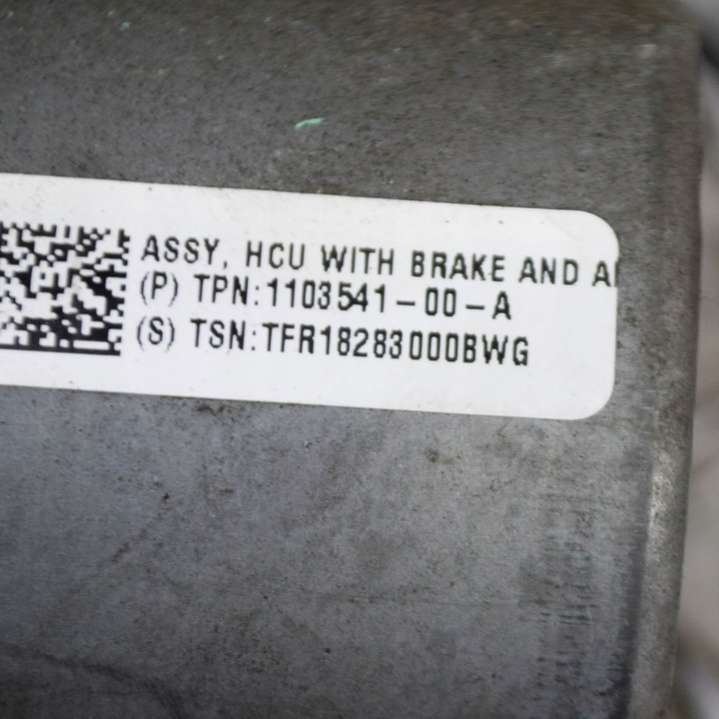 ASSY, HCU WITH BRAKE AND
(P) TPN:1103541-00-A
(S) TSN:TFR18283000BWG